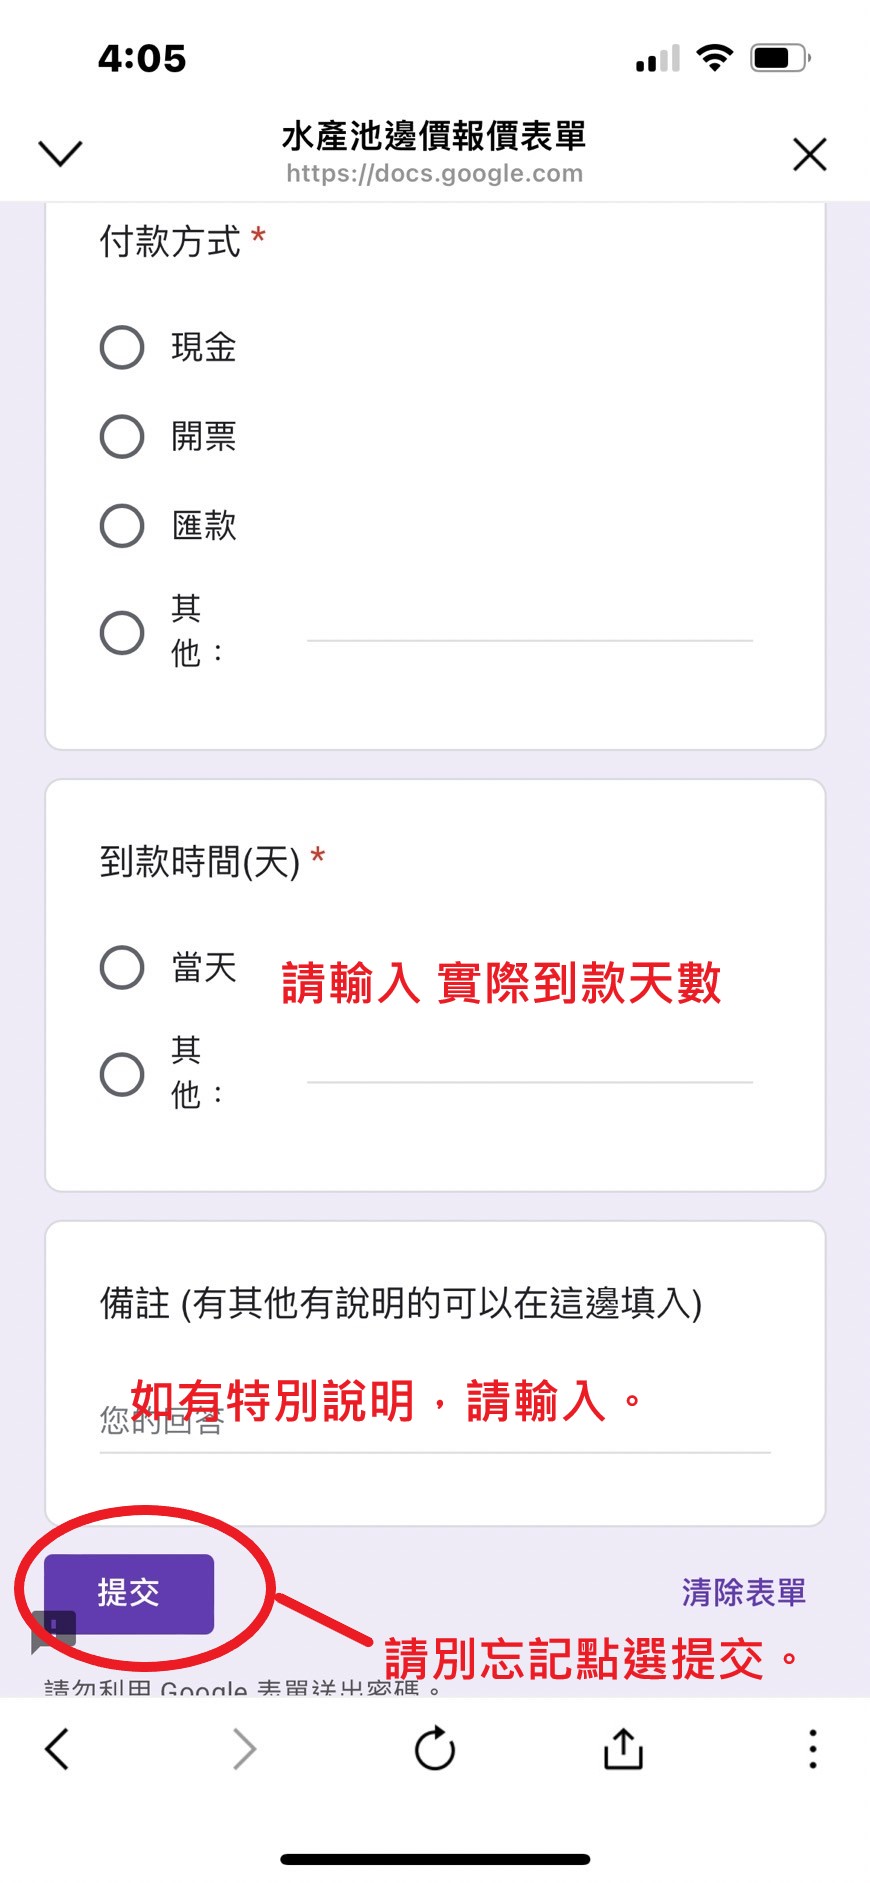 4:05
水產池邊價報價表單
https://docs.google.com
付款方式 *
現金
開票
匯款
其
他：
到款時間(天) *
當天
請輸入 實際到款天數
其
他：
備註 (有其他有說明的可以在這邊填入)
如有特別說明，請輸入。
您的回答
提交
清除表單
請別忘記點選提交。
請勿利用 Google 表單送出密碼。